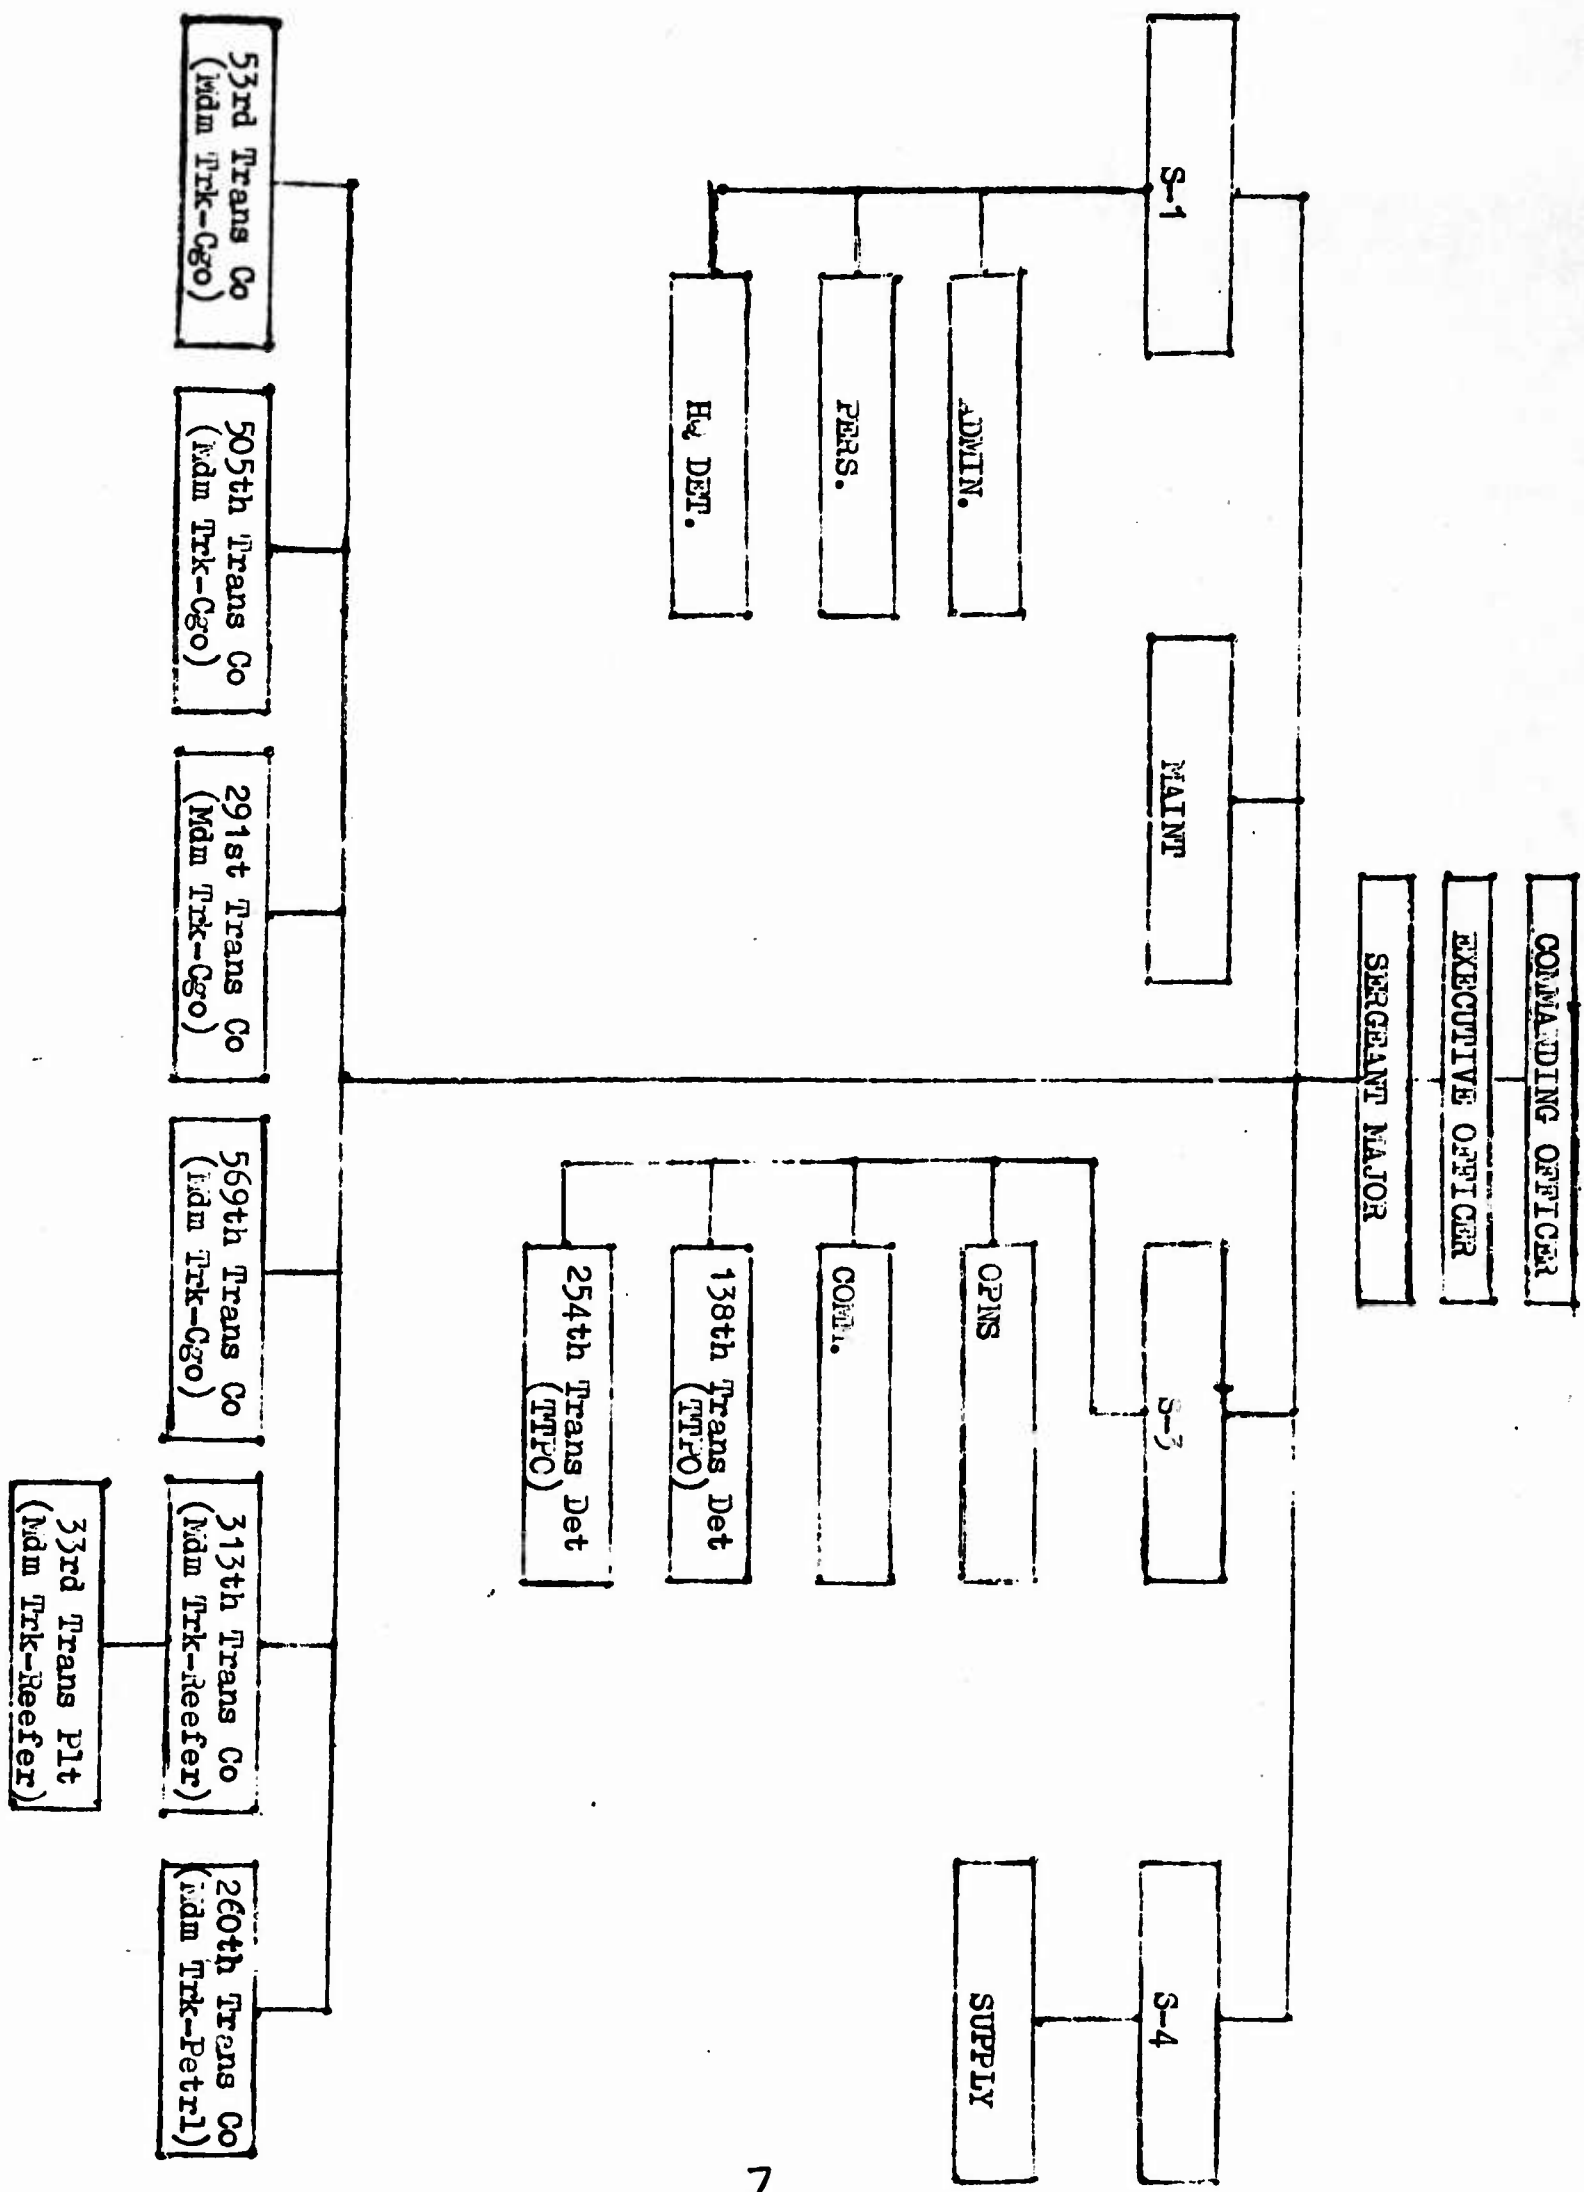 COMMANDING OFFICER
EXECUTIVE OFFICER
SERGEANT MAJOR
S-1
MAINT
S-3
S-4
ADMIN.
PERS.
HQ DET.
OPNS
COMM.
138th Trans Det
(TTPO)
254th Trans Det
(TTPO)
SUPPLY
53rd Trans Co
(Mdm Trk-Cgo)
505th Trans Co
(Mdm Trk-Cgo)
291st Trans Co
(Mdm Trk-Cgo)
569th Trans Co
(Mdm Trk-Cgo)
313th Trans Co
(Mdm Trk-Reefer)
33rd Trans Plt
(Mdm Trk-Reefer)
260th Trans Co
(Mdm Trk-Petrl)
7